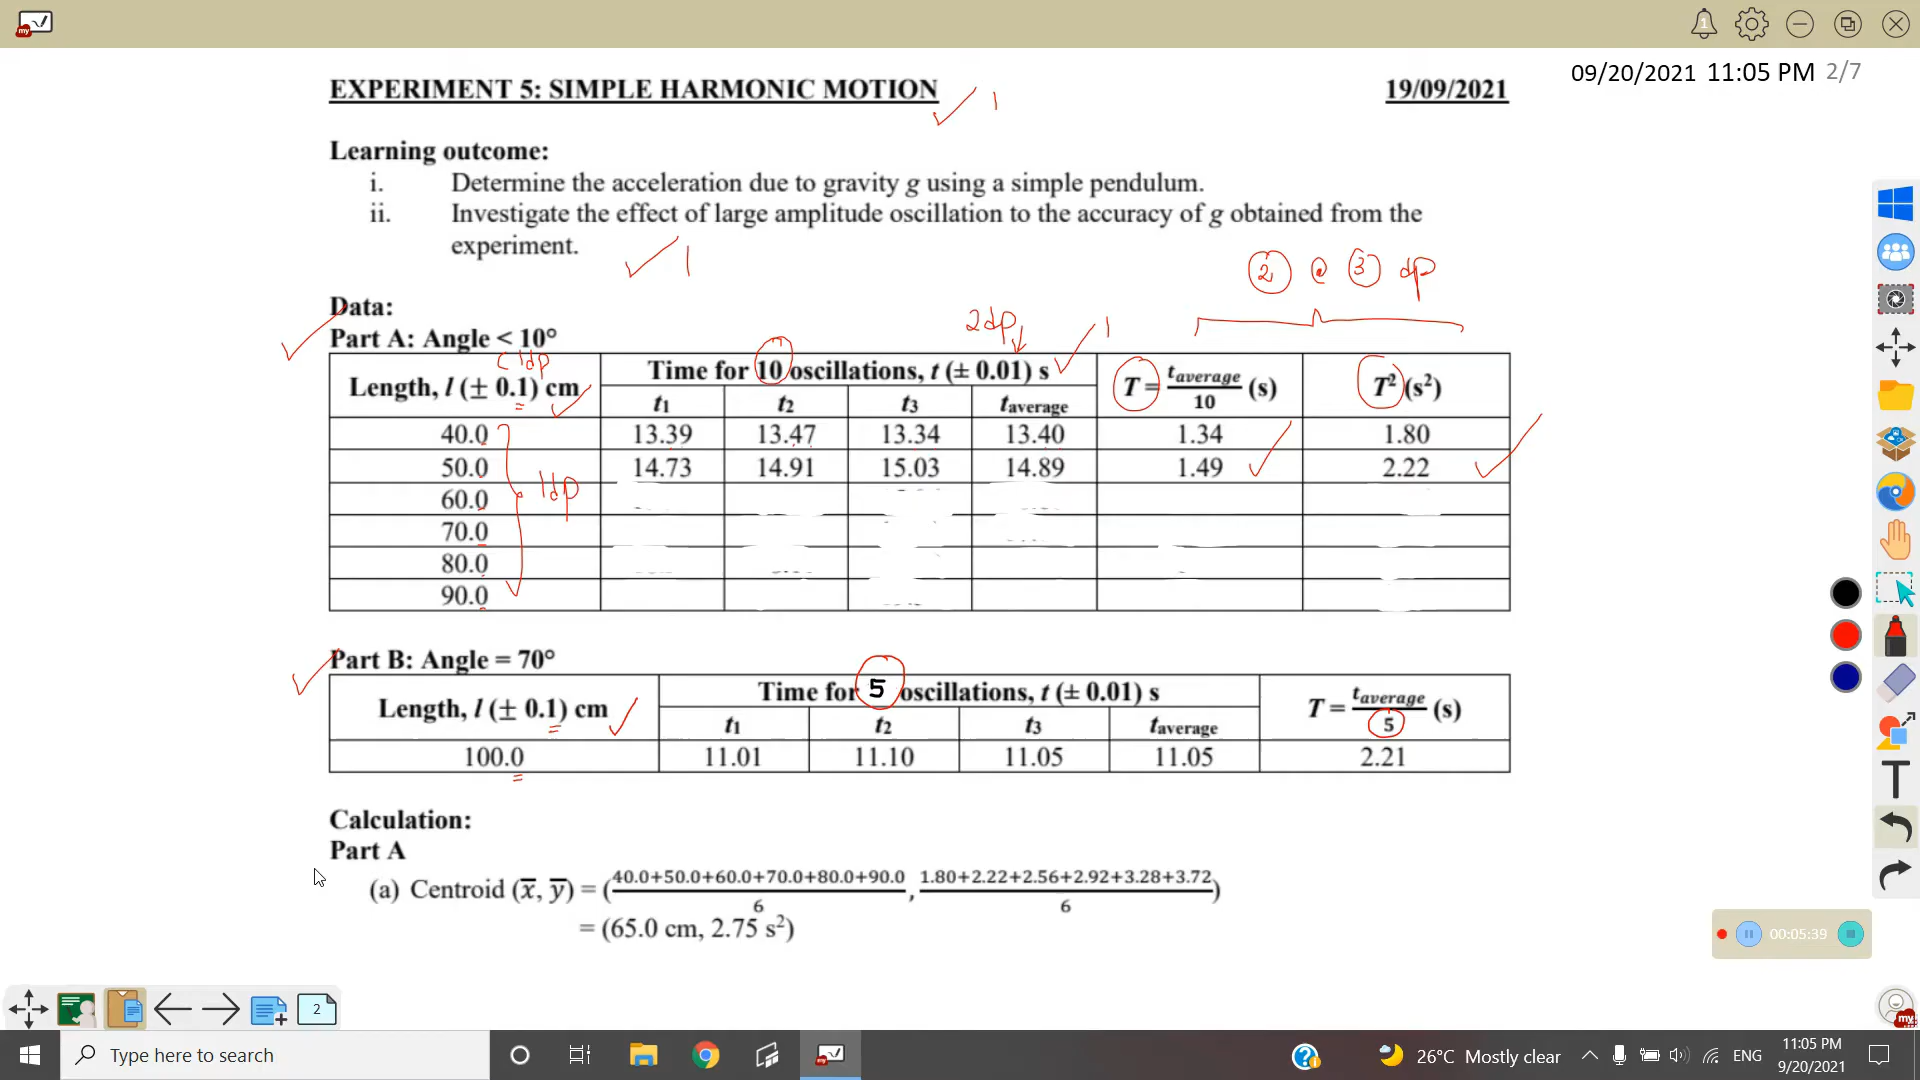 1
09/20/2021 11:05 PM 2/7
EXPERIMENT 5: SIMPLE HARMONIC MOTION 19/09/2021
1
Learning outcome:
i. Determine the acceleration due to gravity g using a simple pendulum.
ii. Investigate the effect of large amplitude oscillation to the accuracy of g obtained from the
experiment.
1
2 @ 3 dp
Data:
2dp
1
Part A: Angle < 10°
1dp
Length, l (± 0.1) cm Time for 10 oscillations, t (± 0.01) s T = taverage/10 (s) T² (s²)
t1 t2 t3 taverage
40.0 13.39 13.47 13.34 13.40 1.34 1.80
50.0 14.73 14.91 15.03 14.89 1.49 2.22
1dp
60.0
70.0
80.0
90.0
Part B: Angle = 70°
Length, l (± 0.1) cm Time for 5 oscillations, t (± 0.01) s T = taverage/5 (s)
t1 t2 t3 taverage
100.0 11.01 11.10 11.05 11.05 2.21
Calculation:
Part A
(a) Centroid (x̅, y̅) = (40.0+50.0+60.0+70.0+80.0+90.0/6, 1.80+2.22+2.56+2.92+3.28+3.72/6)
= (65.0 cm, 2.75 s²)
00:05:39
2
Type here to search
26°C Mostly clear
ENG
11:05 PM
9/20/2021